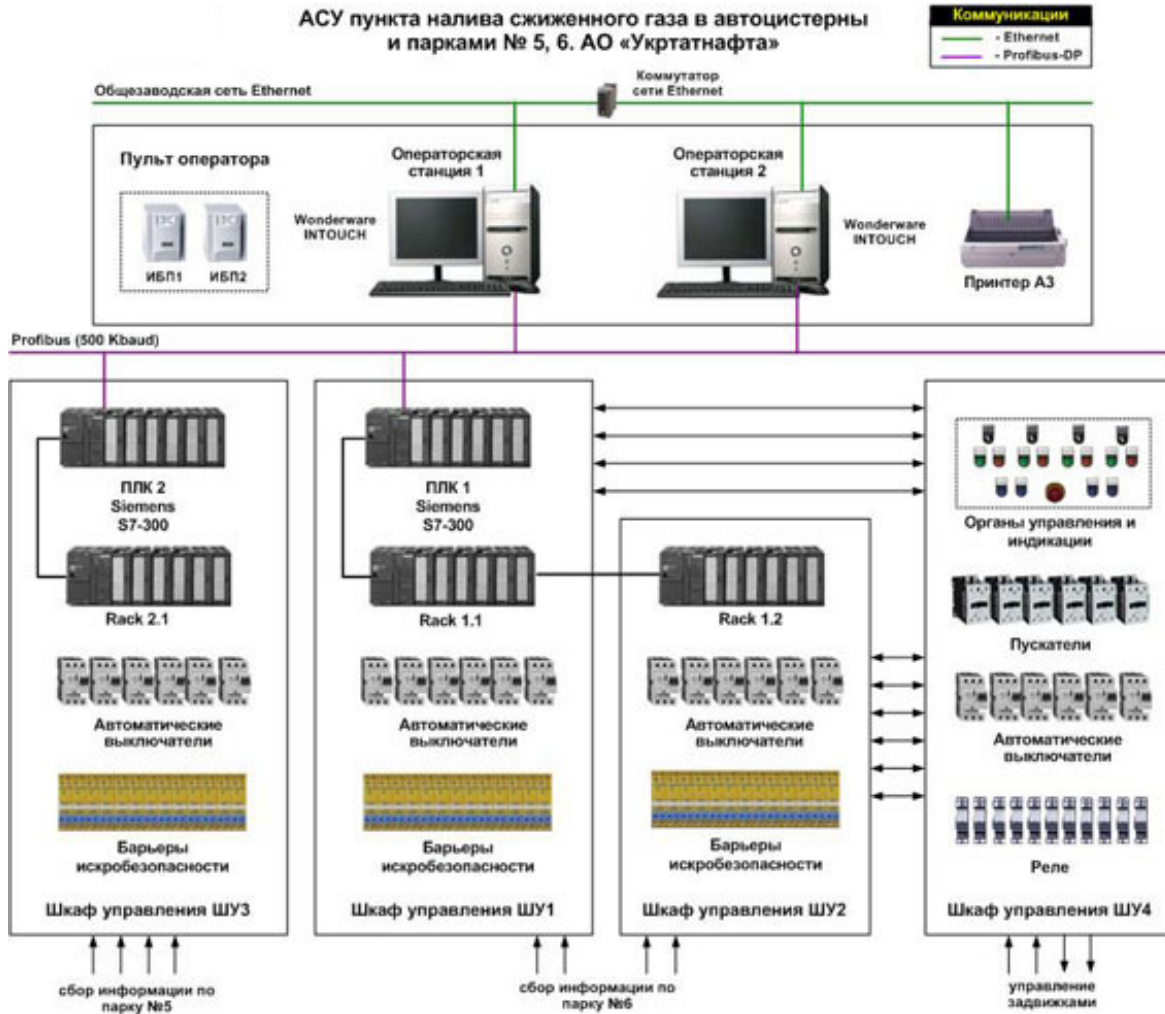 АСУ пункта налива сжиженного газа в автоцистерны
и парками № 5, 6. АО «Укртатнафта»
Коммуникации
- Ethernet
- Profibus-DP
Общезаводская сеть Ethernet
Коммутатор
сети Ethernet
Пульт оператора
ИБП1
ИБП2
Операторская
станция 1
Wonderware
INTOUCH
Операторская
станция 2
Wonderware
INTOUCH
Принтер А3
Profibus (500 Kbaud)
ПЛК 2
Siemens
S7-300
Rack 2.1
Автоматические
выключатели
Барьеры
искробезопасности
Шкаф управления ШУ3
сбор информации по
парку №5
ПЛК 1
Siemens
S7-300
Rack 1.1
Автоматические
выключатели
Барьеры
искробезопасности
Шкаф управления ШУ1
Rack 1.2
Автоматические
выключатели
Барьеры
искробезопасности
Шкаф управления ШУ2
сбор информации по
парку №6
Органы управления и
индикации
Пускатели
Автоматические
выключатели
Реле
Шкаф управления ШУ4
управление
задвижками